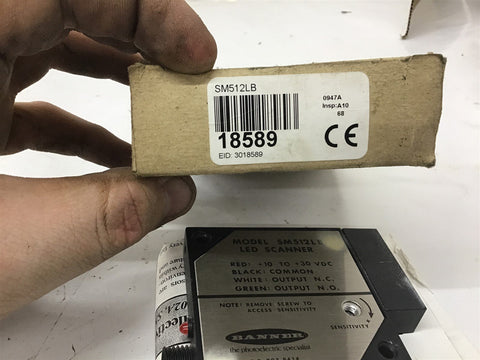 SM512LB
0947A
Insp:A10
68
18589
CE
EID: 3018589
MODEL SM512LB
LED SCANNER
RED: +10 TO +30 VDC
BLACK: COMMON
WHITE: OUTPUT N.C.
GREEN: OUTPUT N.O.
NOTE: REMOVE SCREW TO
ACCESS SENSITIVITY
SENSITIVITY
BANNER
the photoelectric specialist